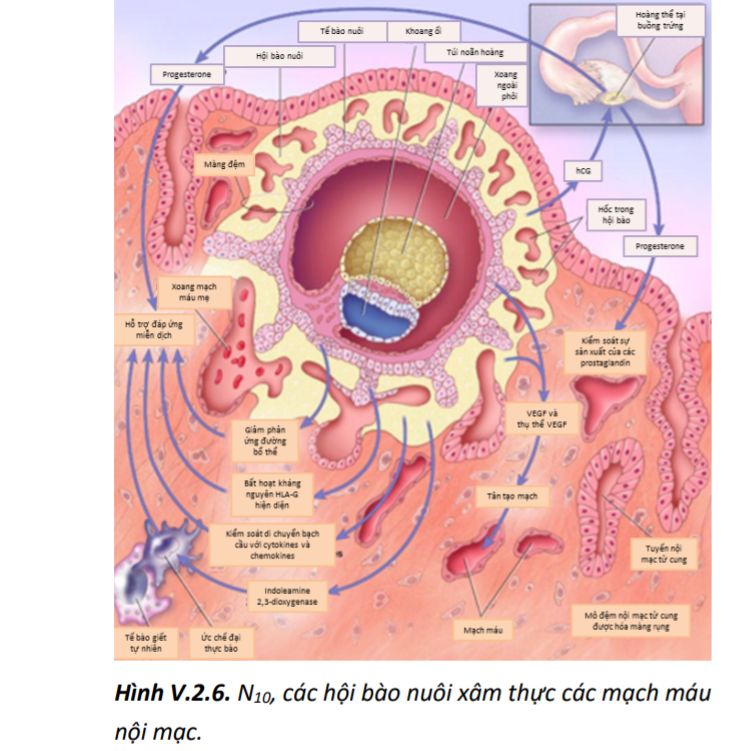 Hoàng thể tại
buồng trứng
Tế bào nuôi
Khoang ối
Hội bào nuôi
Túi noãn hoàng
Progesterone
Xoang
ngoài
phôi
Màng đệm
hCG
Hốc trong
hội bào
Progesterone
Xoang mạch
máu mẹ
Hỗ trợ đáp ứng
miễn dịch
Kiểm soát sự
sản xuất của các
prostaglandin
VEGF và
thụ thể VEGF
Giảm phản
ứng đường
bổ thể
Bất hoạt kháng
nguyên HLA-G
hiện diện
Tân tạo mạch
Kiểm soát di chuyển bạch
cầu với cytokines và
chemokines
Tuyến nội
mạc tử cung
Indoleamine
2,3-dioxygenase
Mô đệm nội mạc tử cung
được hóa màng rụng
Mạch máu
Tế bào giết
tự nhiên
Ức chế đại
thực bào
Hình V.2.6. N10, các hội bào nuôi xâm thực các mạch máu
nội mạc.